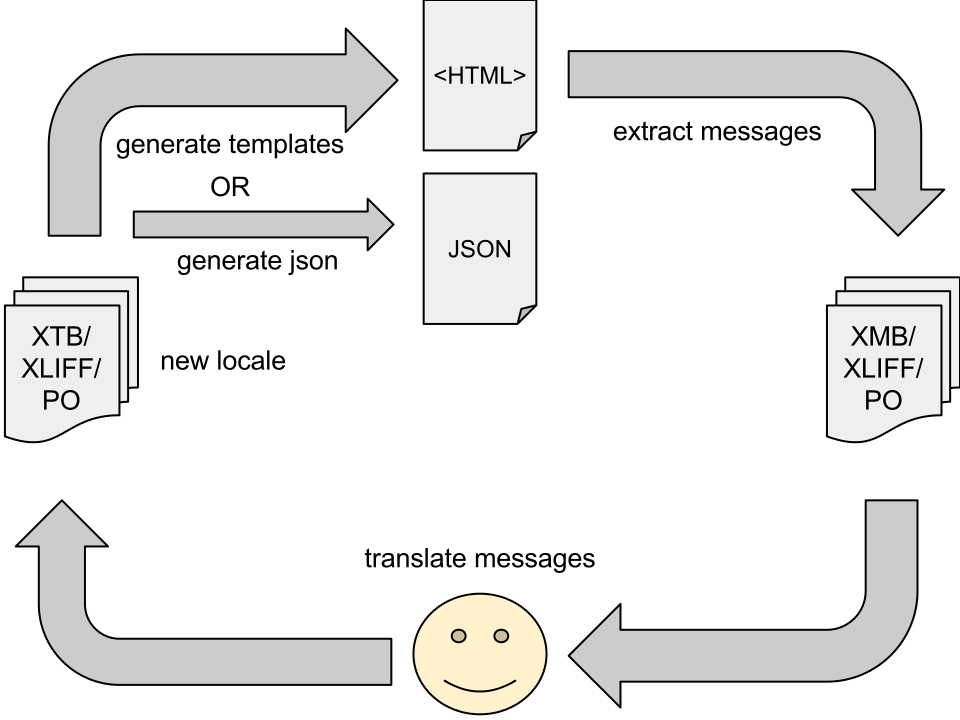 <HTML>
extract messages
generate templates
OR
generate json
JSON
XTB/
XLIFF/
PO
new locale
XMB/
XLIFF/
PO
translate messages